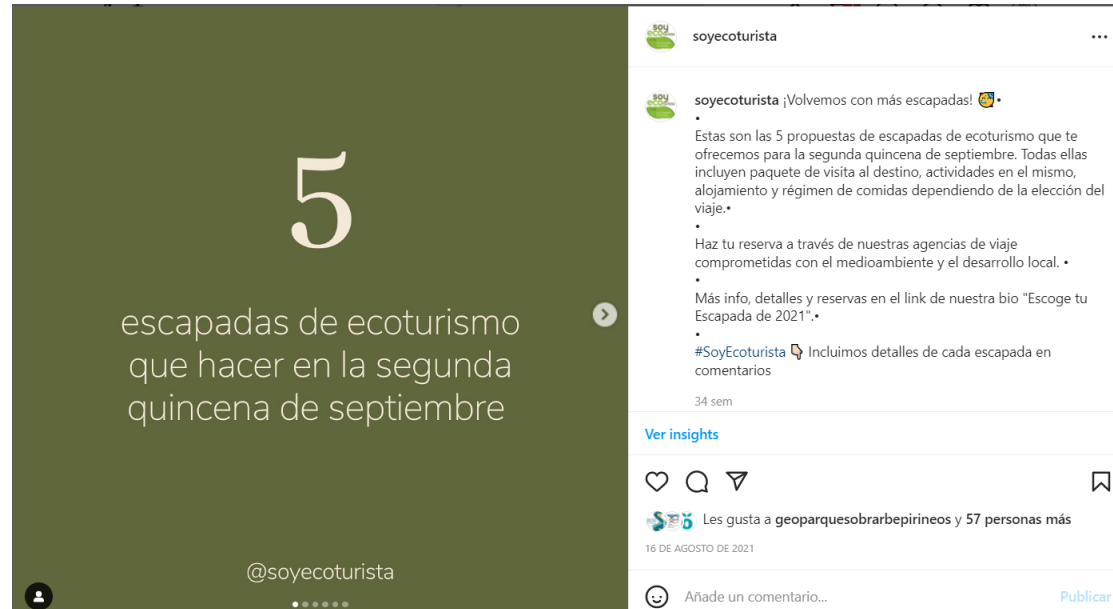 5
escapadas de ecoturismo
que hacer en la segunda
quincena de septiembre
@soyecoturista
soyecoturista
soyecoturista ¡Volvemos con más escapadas! 🥳•
•
Estas son las 5 propuestas de escapadas de ecoturismo que te
ofrecemos para la segunda quincena de septiembre. Todas ellas
incluyen paquete de visita al destino, actividades en el mismo,
alojamiento y régimen de comidas dependiendo de la elección del
viaje.•
•
Haz tu reserva a través de nuestras agencias de viaje
comprometidas con el medioambiente y el desarrollo local. •
•
Más info, detalles y reservas en el link de nuestra bio "Escoge tu
Escapada de 2021".•
•
#SoyEcoturista 👇🏻 Incluimos detalles de cada escapada en
comentarios
34 sem
Ver insights
Les gusta a geoparquesobrarbepirineos y 57 personas más
16 DE AGOSTO DE 2021
Añade un comentario... Publicar